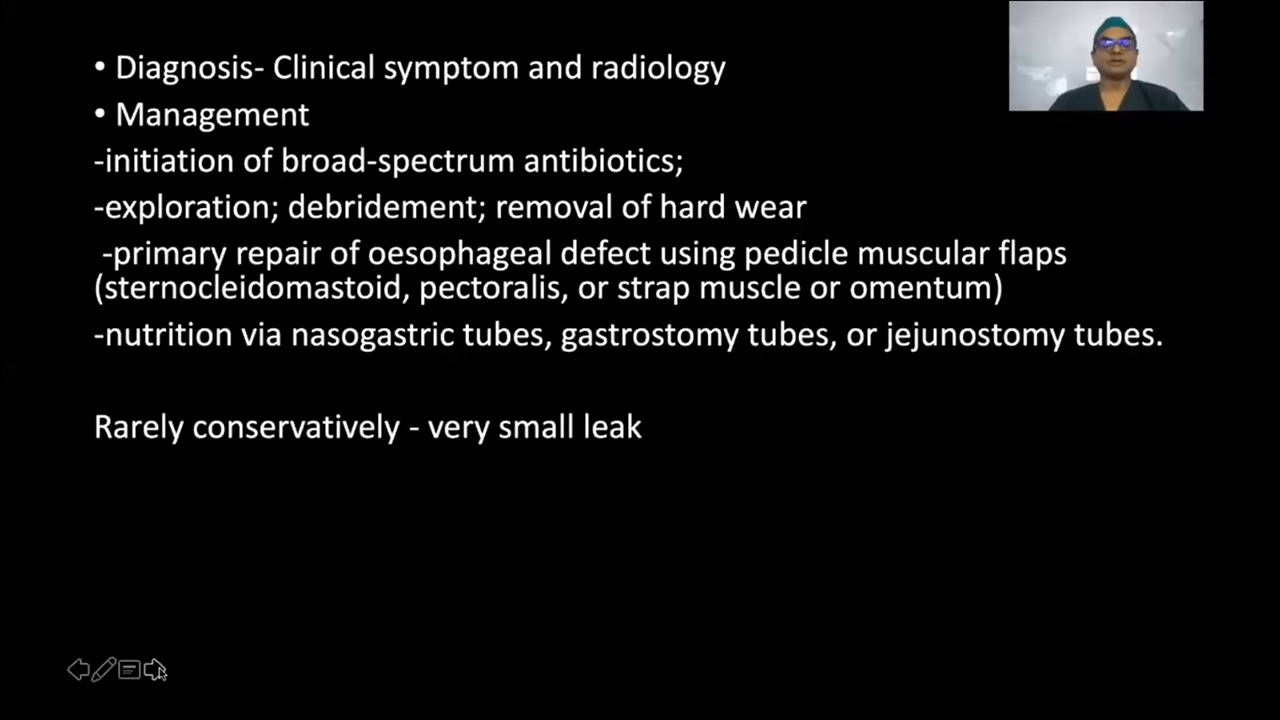 • Diagnosis- Clinical symptom and radiology
• Management
-initiation of broad-spectrum antibiotics;
-exploration; debridement; removal of hard wear
-primary repair of oesophageal defect using pedicle muscular flaps
(sternocleidomastoid, pectoralis, or strap muscle or omentum)
-nutrition via nasogastric tubes, gastrostomy tubes, or jejunostomy tubes.
Rarely conservatively - very small leak